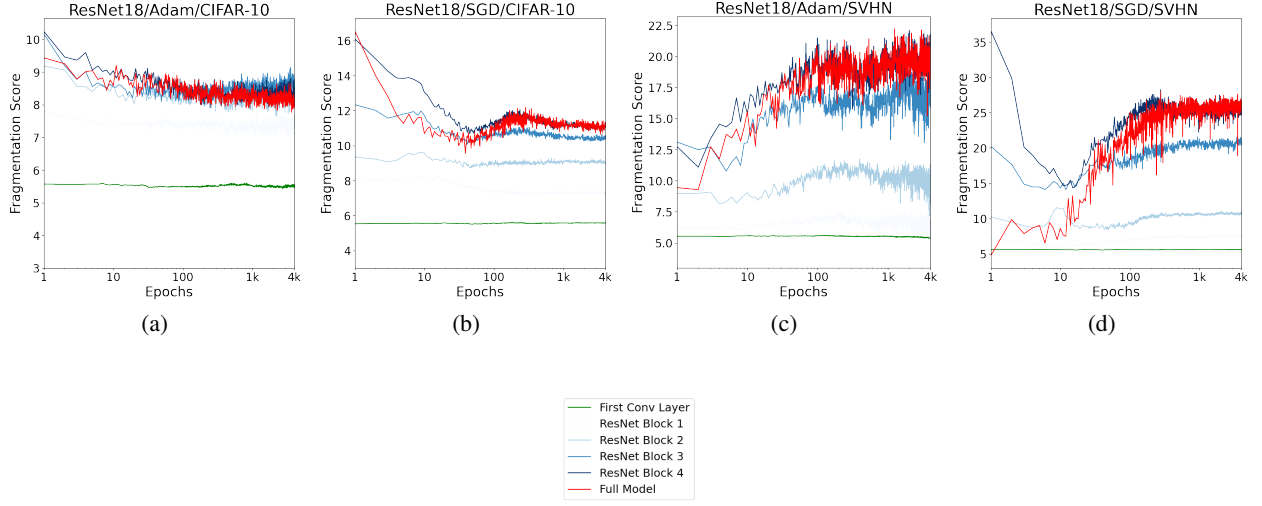 ResNet18/Adam/CIFAR-10
Fragmentation Score
10
9
8
7
6
5
4
3
1 10 100 1k 4k
Epochs
(a)
ResNet18/SGD/CIFAR-10
Fragmentation Score
16
14
12
10
8
6
4
1 10 100 1k 4k
Epochs
(b)
ResNet18/Adam/SVHN
Fragmentation Score
22.5
20.0
17.5
15.0
12.5
10.0
7.5
5.0
1 10 100 1k 4k
Epochs
(c)
ResNet18/SGD/SVHN
Fragmentation Score
35
30
25
20
15
10
5
1 10 100 1k 4k
Epochs
(d)
First Conv Layer
ResNet Block 1
ResNet Block 2
ResNet Block 3
ResNet Block 4
Full Model